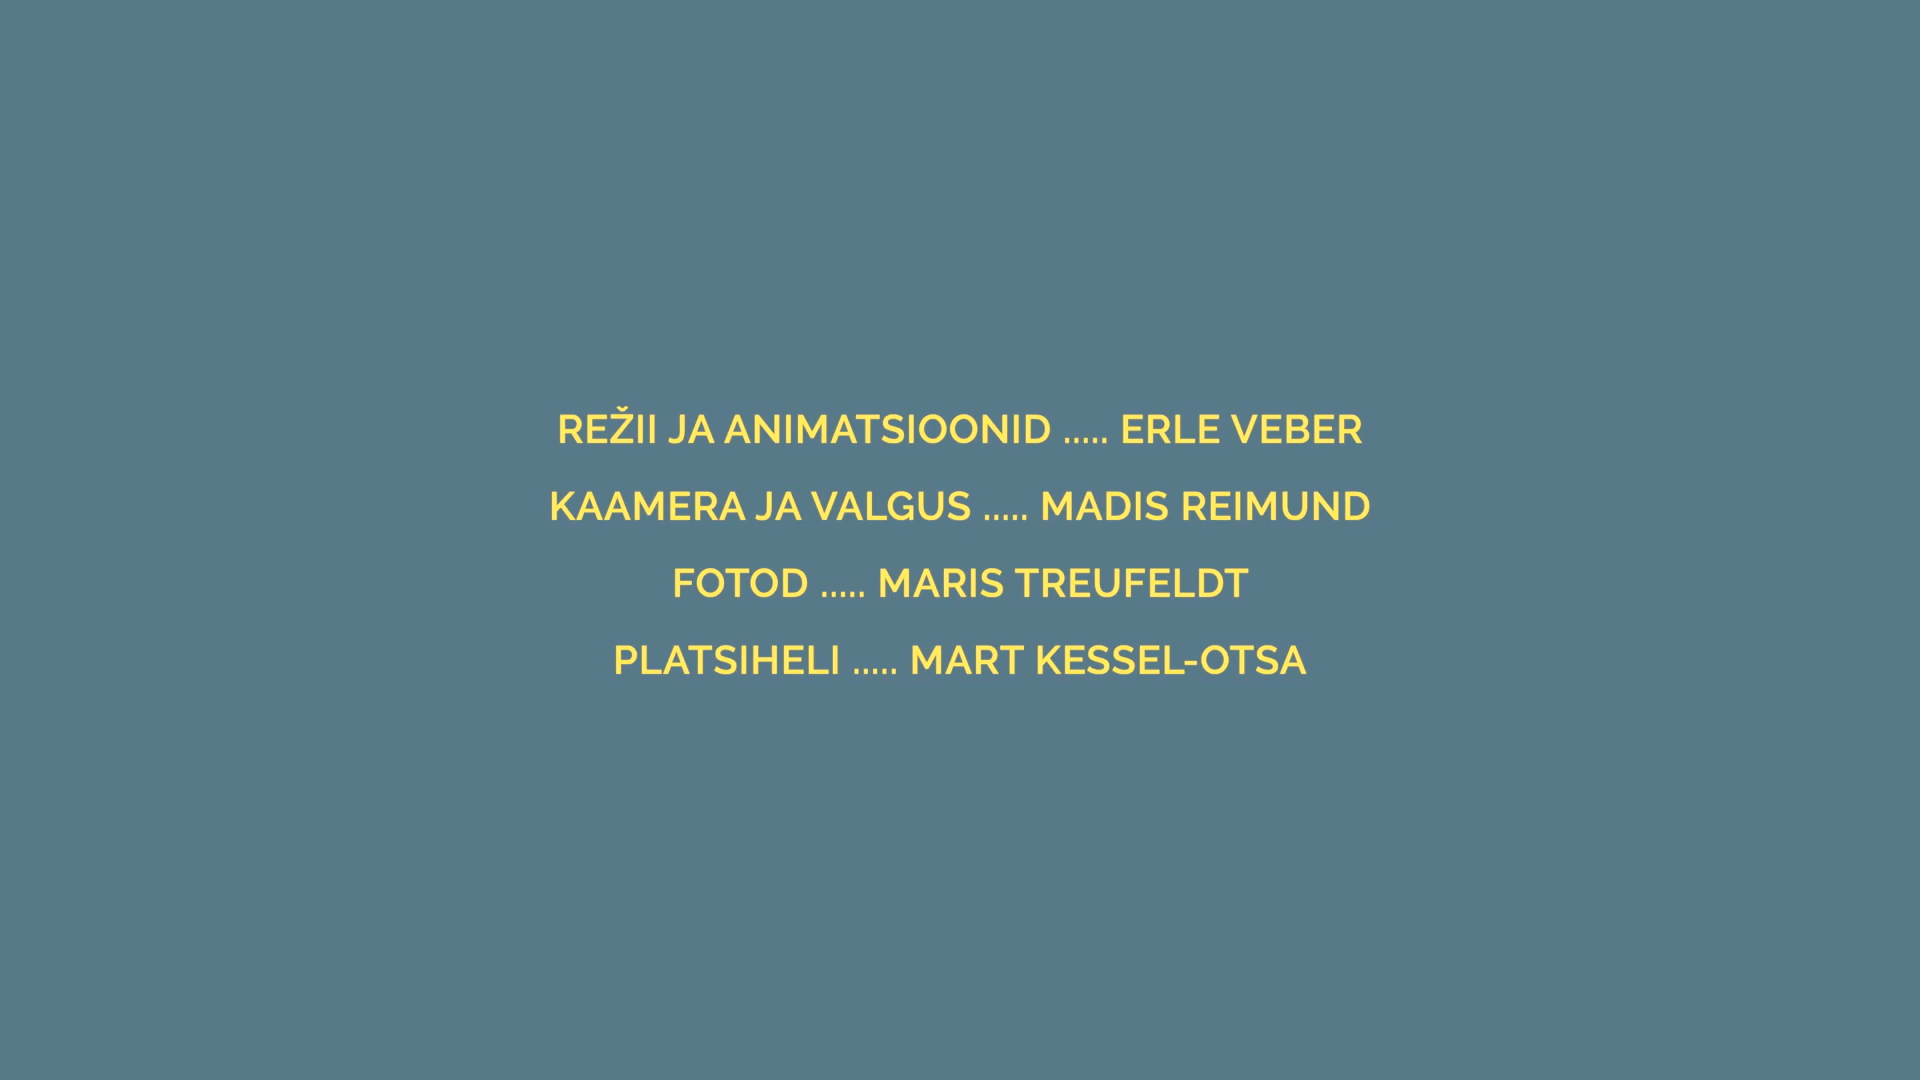 REŽII JA ANIMATSIOONID ..... ERLE VEBER
KAAMERA JA VALGUS ..... MADIS REIMUND
FOTOD ..... MARIS TREUFELDT
PLATSIHELI ..... MART KESSEL-OTSA